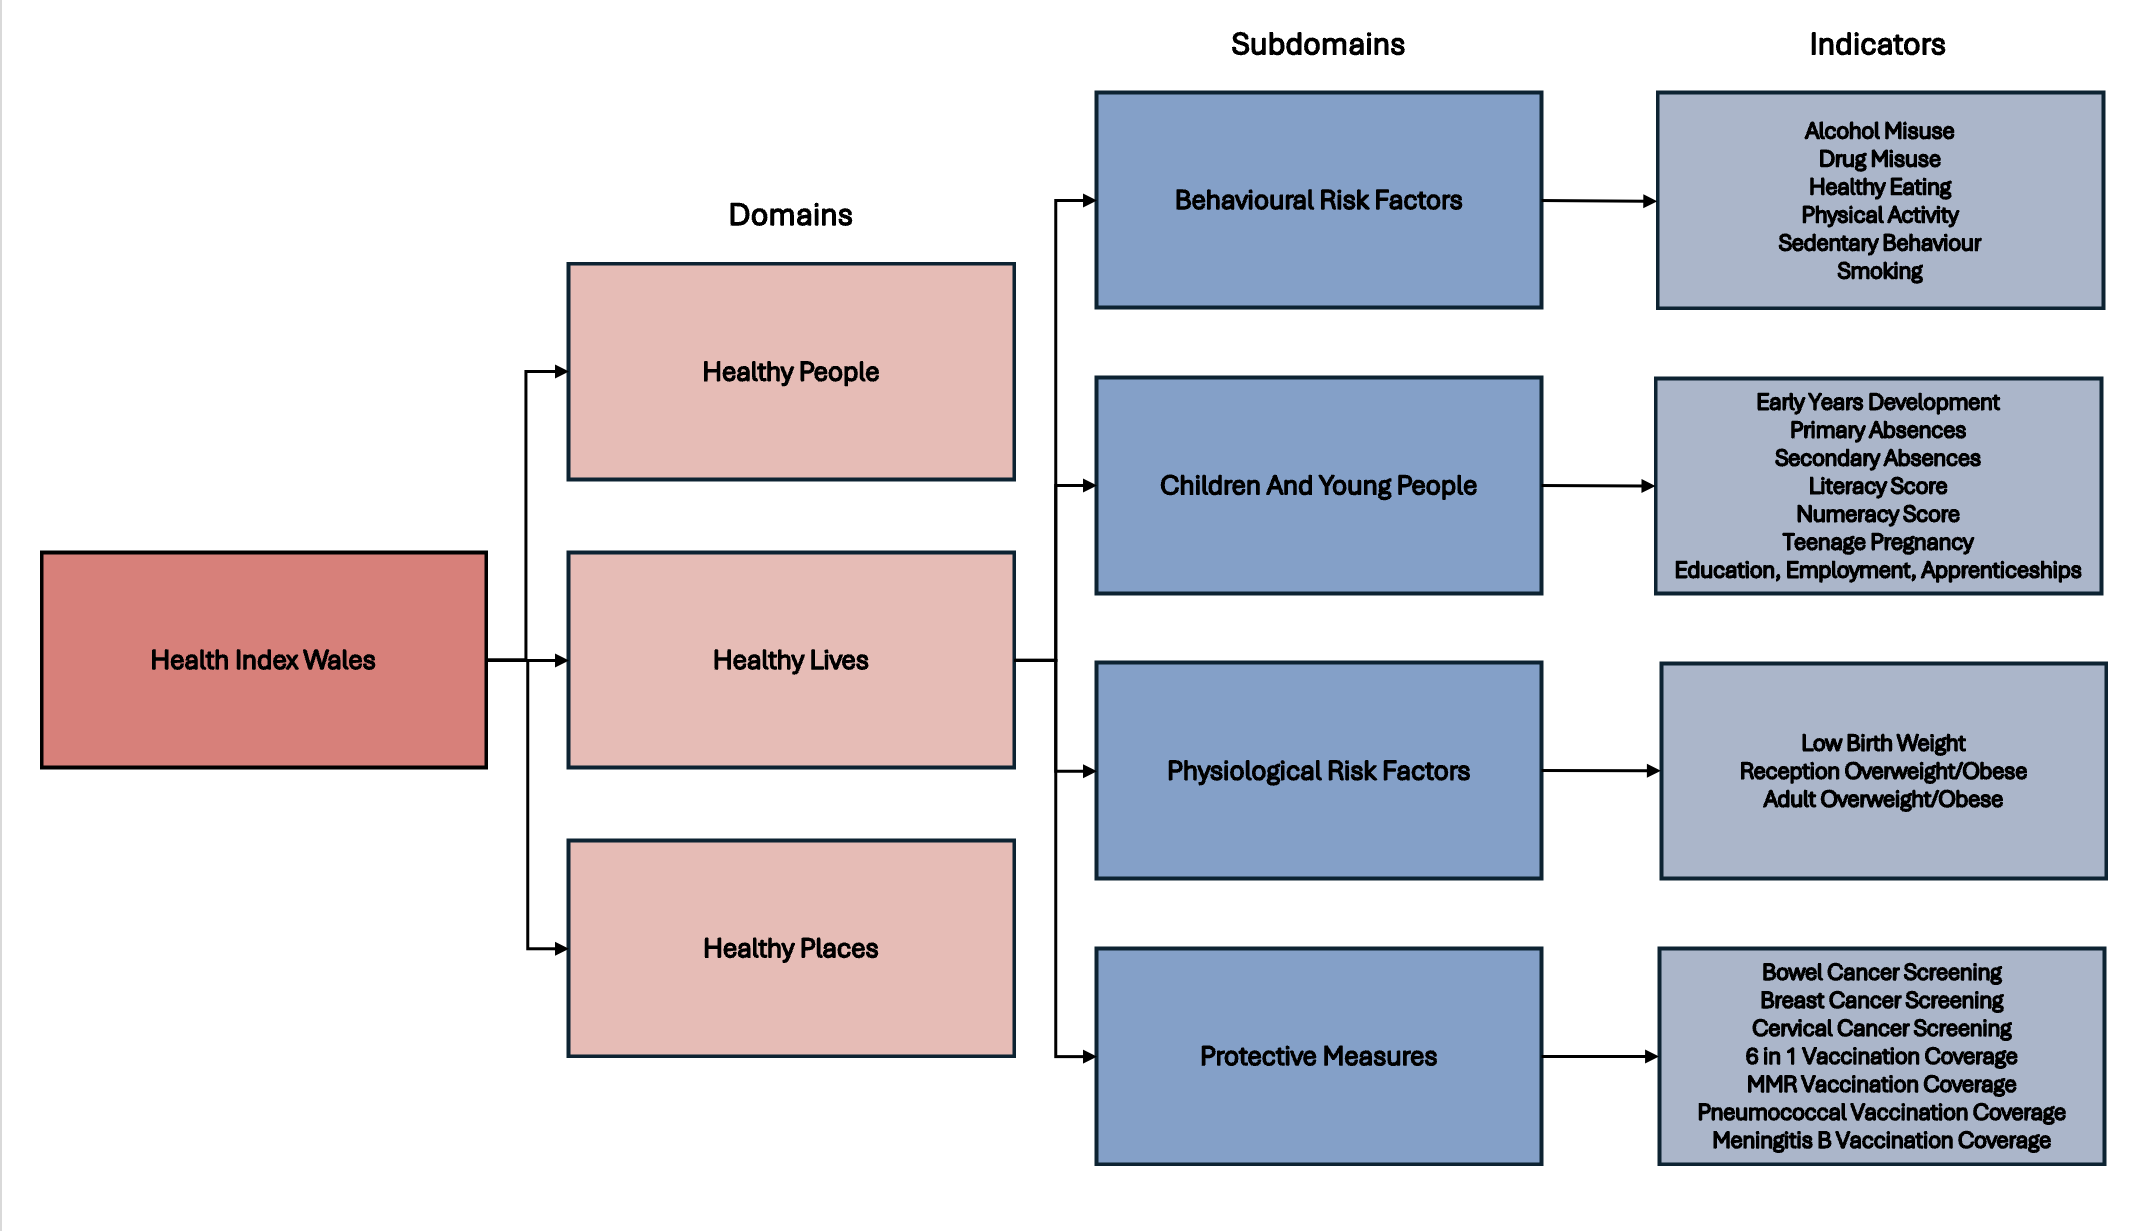 Subdomains
Indicators
Domains
Health Index Wales
Healthy People
Healthy Lives
Healthy Places
Behavioural Risk Factors
Alcohol Misuse
Drug Misuse
Healthy Eating
Physical Activity
Sedentary Behaviour
Smoking
Children And Young People
Early Years Development
Primary Absences
Secondary Absences
Literacy Score
Numeracy Score
Teenage Pregnancy
Education, Employment, Apprenticeships
Physiological Risk Factors
Low Birth Weight
Reception Overweight/Obese
Adult Overweight/Obese
Protective Measures
Bowel Cancer Screening
Breast Cancer Screening
Cervical Cancer Screening
6 in 1 Vaccination Coverage
MMR Vaccination Coverage
Pneumococcal Vaccination Coverage
Meningitis B Vaccination Coverage